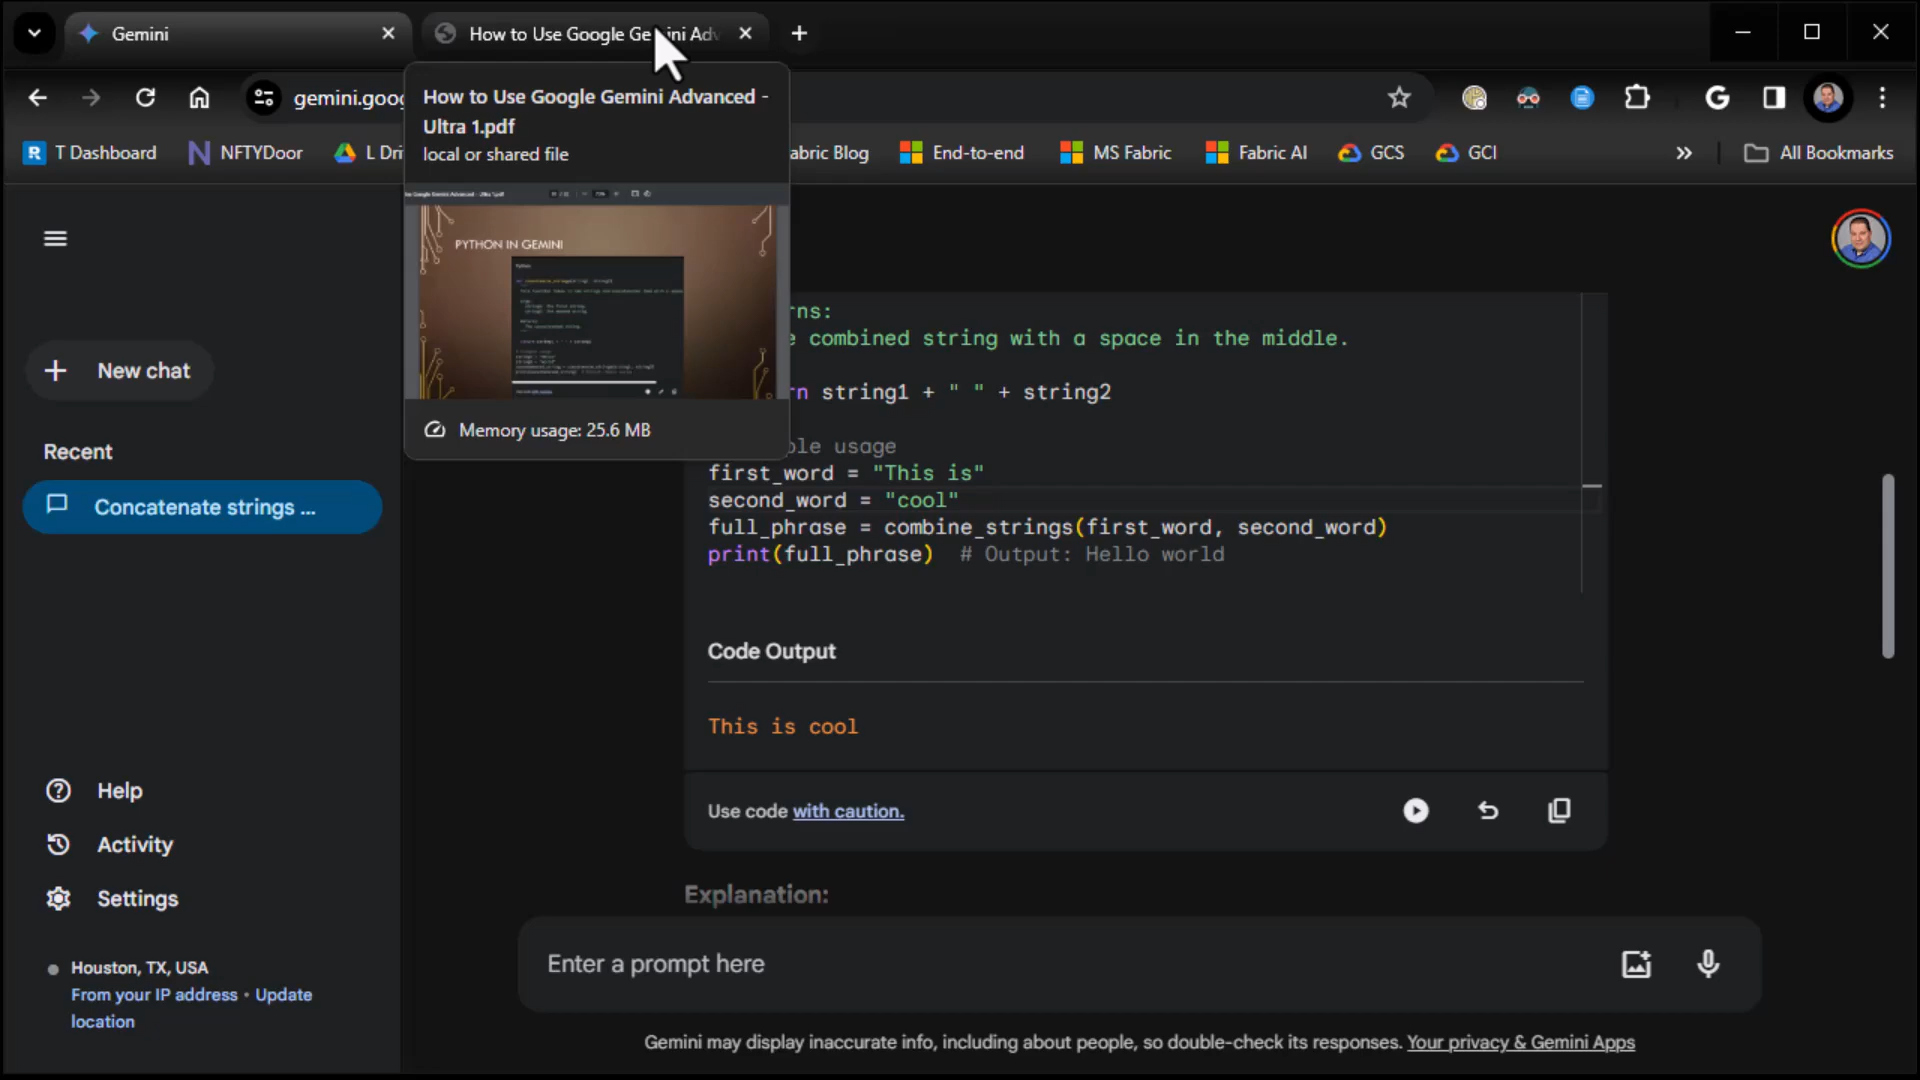 Gemini
How to Use Google Gemini Adv
gemini.goo
How to Use Google Gemini Advanced -
Ultra 1.pdf
local or shared file
T Dashboard
NFTYDoor
L Dri
abric Blog
End-to-end
MS Fabric
Fabric AI
GCS
GCI
All Bookmarks
PYTHON IN GEMINI
Memory usage: 25.6 MB
New chat
Recent
Concatenate strings ...
rns:
e combined string with a space in the middle.
rn string1 + " " + string2
ple usage
first_word = "This is"
second_word = "cool"
full_phrase = combine_strings(first_word, second_word)
print(full_phrase)  # Output: Hello world
Code Output
This is cool
Use code with caution.
Explanation:
Help
Activity
Settings
Houston, TX, USA
From your IP address • Update
location
Enter a prompt here
Gemini may display inaccurate info, including about people, so double-check its responses. Your privacy & Gemini Apps